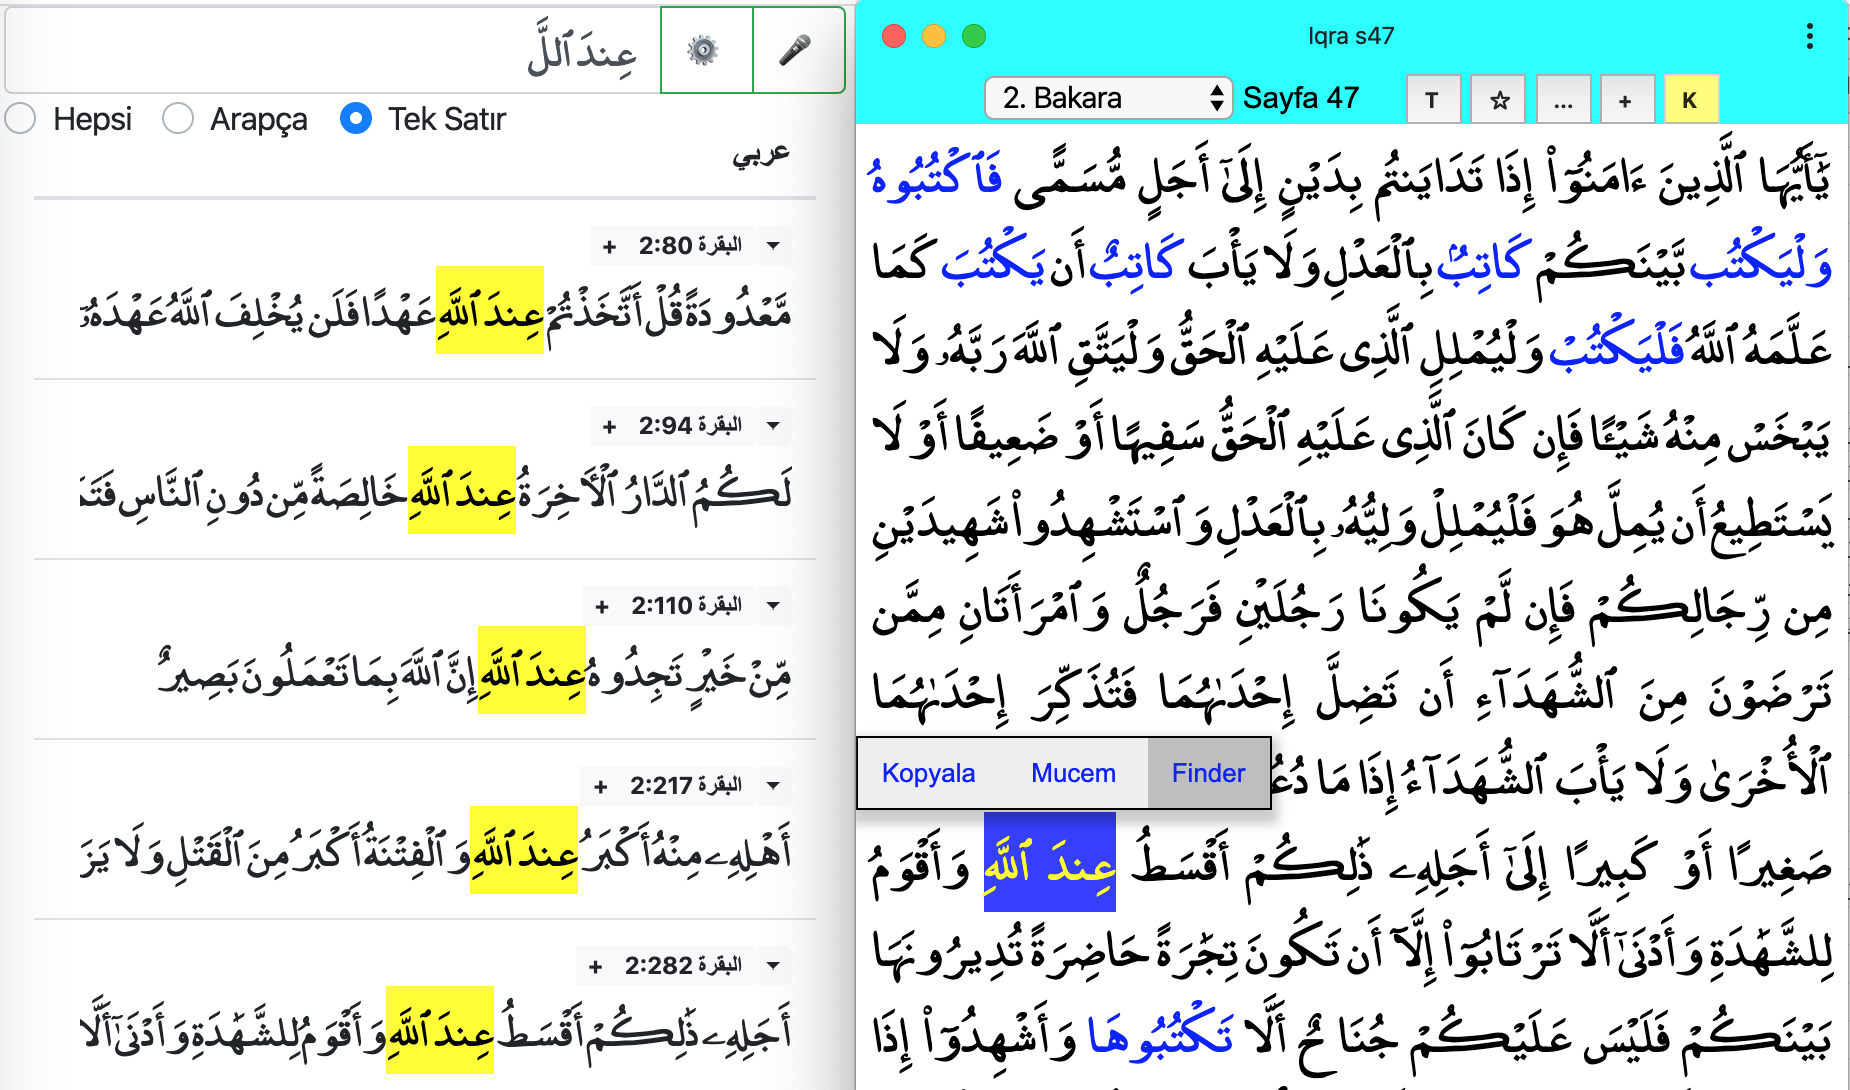 عِندَ ٱللَّ
Hepsi Arapça Tek Satır
عربي
البقرة 2:80 +
مَّعْدُودَةً قُلْ أَتَّخَذْتُمْ عِندَ ٱللَّهِ عَهْدًا فَلَن يُخْلِفَ ٱللَّهُ عَهْدَهُۥٓ
البقرة 2:94 +
لَكُمُ ٱلدَّارُ ٱلْأَخِرَةُ عِندَ ٱللَّهِ خَالِصَةً مِّن دُونِ ٱلنَّاسِ
البقرة 2:110 +
مِّنْ خَيْرٍ تَجِدُوهُ عِندَ ٱللَّهِ إِنَّ ٱللَّهَ بِمَا تَعْمَلُونَ بَصِيرٌ
البقرة 2:217 +
أَهْلِهِۦ مِنْهُ أَكْبَرُ عِندَ ٱللَّهِ وَٱلْفِتْنَةُ أَكْبَرُ مِنَ ٱلْقَتْلِ وَلَا
البقرة 2:282 +
أَجَلِهِۦ ذَٰلِكُمْ أَقْسَطُ عِندَ ٱللَّهِ وَأَقْوَمُ لِلشَّهَٰدَةِ وَأَدْنَىٰٓ أَلَّا
Iqra s47
2. Bakara Sayfa 47 T ☆ ... + K
يَٰٓأَيُّهَا ٱلَّذِينَ ءَامَنُوٓا۟ إِذَا تَدَايَنتُم بِدَيْنٍ إِلَىٰٓ أَجَلٍ مُّسَمًّى فَٱكْتُبُوهُ
وَلْيَكْتُب بَّيْنَكُمْ كَاتِبٌۢ بِٱلْعَدْلِ وَلَا يَأْبَ كَاتِبٌ أَن يَكْتُبَ كَمَا
عَلَّمَهُ ٱللَّهُ فَلْيَكْتُبْ وَلْيُمْلِلِ ٱلَّذِى عَلَيْهِ ٱلْحَقُّ وَلْيَتَّقِ ٱللَّهَ رَبَّهُۥ وَلَا
يَبْخَسْ مِنْهُ شَيْـًٔا فَإِن كَانَ ٱلَّذِى عَلَيْهِ ٱلْحَقُّ سَفِيهًا أَوْ ضَعِيفًا أَوْ لَا
يَسْتَطِيعُ أَن يُمِلَّ هُوَ فَلْيُمْلِلْ وَلِيُّهُۥ بِٱلْعَدْلِ وَٱسْتَشْهِدُوا۟ شَهِيدَيْنِ
مِن رِّجَالِكُمْ فَإِن لَّمْ يَكُونَا رَجُلَيْنِ فَرَجُلٌ وَٱمْرَأَتَانِ مِمَّن
تَرْضَوْنَ مِنَ ٱلشُّهَدَآءِ أَن تَضِلَّ إِحْدَىٰهُمَا فَتُذَكِّرَ إِحْدَىٰهُمَا
ٱلْأُخْرَىٰ وَلَا يَأْبَ ٱلشُّهَدَآءُ إِذَا مَا
Kopyala Mucem Finder
صَغِيرًا أَوْ كَبِيرًا إِلَىٰٓ أَجَلِهِۦ ذَٰلِكُمْ أَقْسَطُ عِندَ ٱللَّهِ وَأَقْوَمُ
لِلشَّهَٰدَةِ وَأَدْنَىٰٓ أَلَّا تَرْتَابُوٓا۟ إِلَّآ أَن تَكُونَ تِجَٰرَةً حَاضِرَةً تُدِيرُونَهَا
بَيْنَكُمْ فَلَيْسَ عَلَيْكُمْ جُنَاحٌ أَلَّا تَكْتُبُوهَا وَأَشْهِدُوٓا۟ إِذَا